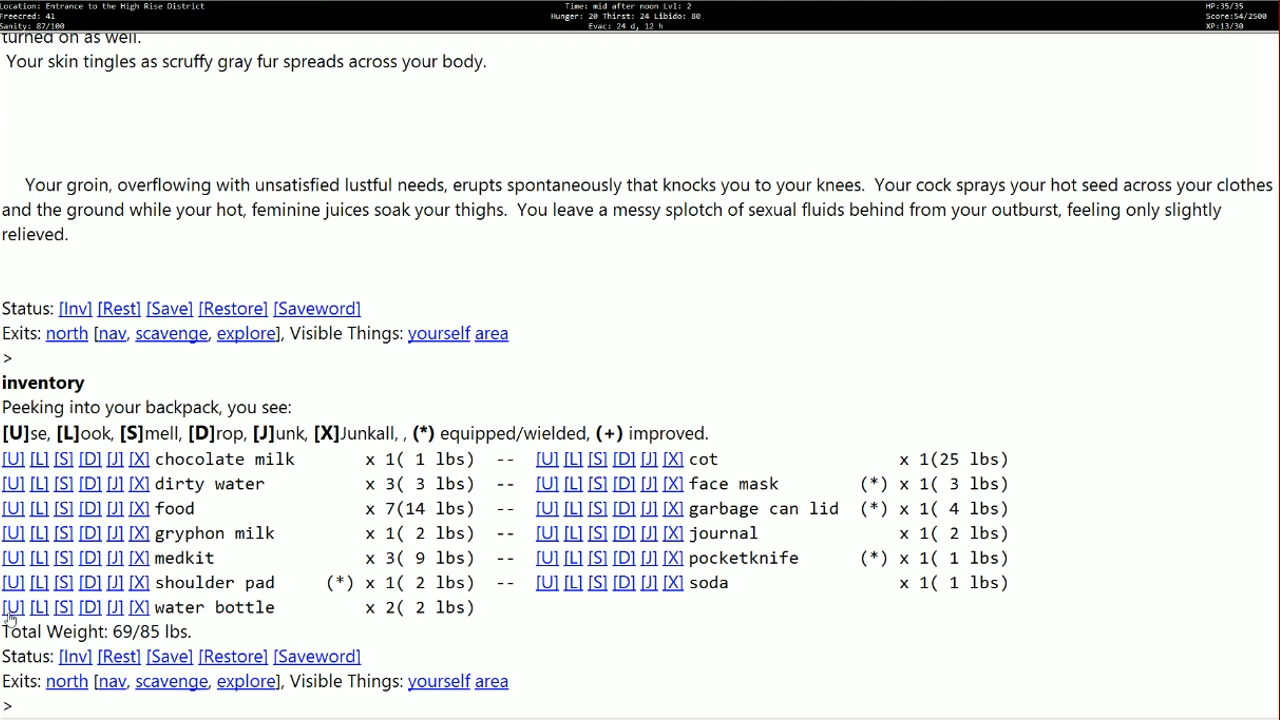 Location: Entrance to the High Rise District
Time: mid after noon Lvl: 2
HP:35/35
Freecred: 41
Hunger: 20 Thirst: 24 Libido: 80
Score:54/2500
Sanity: 87/100
Evac: 24 d, 12 h
XP:13/30
turned on as well.
Your skin tingles as scruffy gray fur spreads across your body.
Your groin, overflowing with unsatisfied lustful needs, erupts spontaneously that knocks you to your knees. Your cock sprays your hot seed across your clothes
and the ground while your hot, feminine juices soak your thighs. You leave a messy splotch of sexual fluids behind from your outburst, feeling only slightly
relieved.
Status: [Inv] [Rest] [Save] [Restore] [Saveword]
Exits: north [nav, scavenge, explore], Visible Things: yourself area
>
inventory
Peeking into your backpack, you see:
[U]se, [L]ook, [S]mell, [D]rop, [J]unk, [X]Junkall, , (*) equipped/wielded, (+) improved.
[U] [L] [S] [D] [J] [X] chocolate milk x 1( 1 lbs) -- [U] [L] [S] [D] [J] [X] cot x 1(25 lbs)
[U] [L] [S] [D] [J] [X] dirty water x 3( 3 lbs) -- [U] [L] [S] [D] [J] [X] face mask (*) x 1( 3 lbs)
[U] [L] [S] [D] [J] [X] food x 7(14 lbs) -- [U] [L] [S] [D] [J] [X] garbage can lid (*) x 1( 4 lbs)
[U] [L] [S] [D] [J] [X] gryphon milk x 1( 2 lbs) -- [U] [L] [S] [D] [J] [X] journal x 1( 2 lbs)
[U] [L] [S] [D] [J] [X] medkit x 3( 9 lbs) -- [U] [L] [S] [D] [J] [X] pocketknife (*) x 1( 1 lbs)
[U] [L] [S] [D] [J] [X] shoulder pad (*) x 1( 2 lbs) -- [U] [L] [S] [D] [J] [X] soda x 1( 1 lbs)
[U] [L] [S] [D] [J] [X] water bottle x 2( 2 lbs)
Total Weight: 69/85 lbs.
Status: [Inv] [Rest] [Save] [Restore] [Saveword]
Exits: north [nav, scavenge, explore], Visible Things: yourself area
>